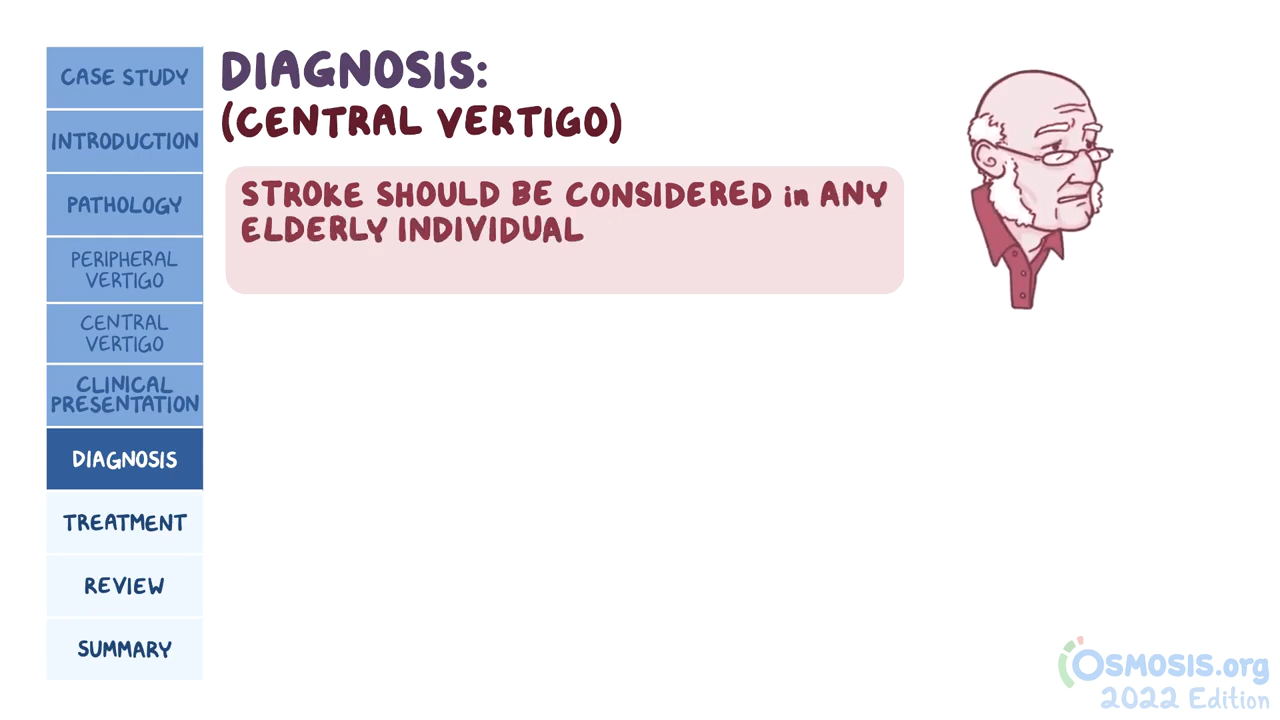 CASE STUDY
INTRODUCTION
PATHOLOGY
PERIPHERAL
VERTIGO
CENTRAL
VERTIGO
CLINICAL
PRESENTATION
DIAGNOSIS
TREATMENT
REVIEW
SUMMARY
DIAGNOSIS:
(CENTRAL VERTIGO)
STROKE SHOULD BE CONSIDERED in ANY
ELDERLY INDIVIDUAL
OSMOSIS.org
2022 Edition